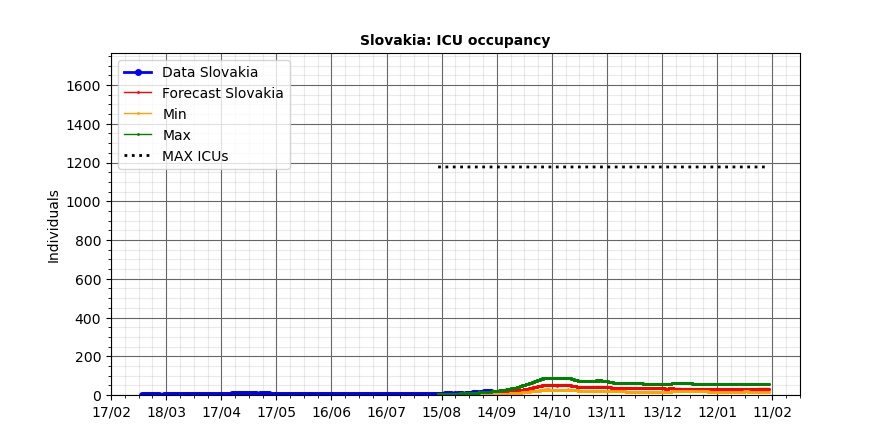 Slovakia: ICU occupancy
Data Slovakia
Forecast Slovakia
Min
Max
MAX ICUs
Individuals
1600
1400
1200
1000
800
600
400
200
0
17/02 18/03 17/04 17/05 16/06 16/07 15/08 14/09 14/10 13/11 13/12 12/01 11/02